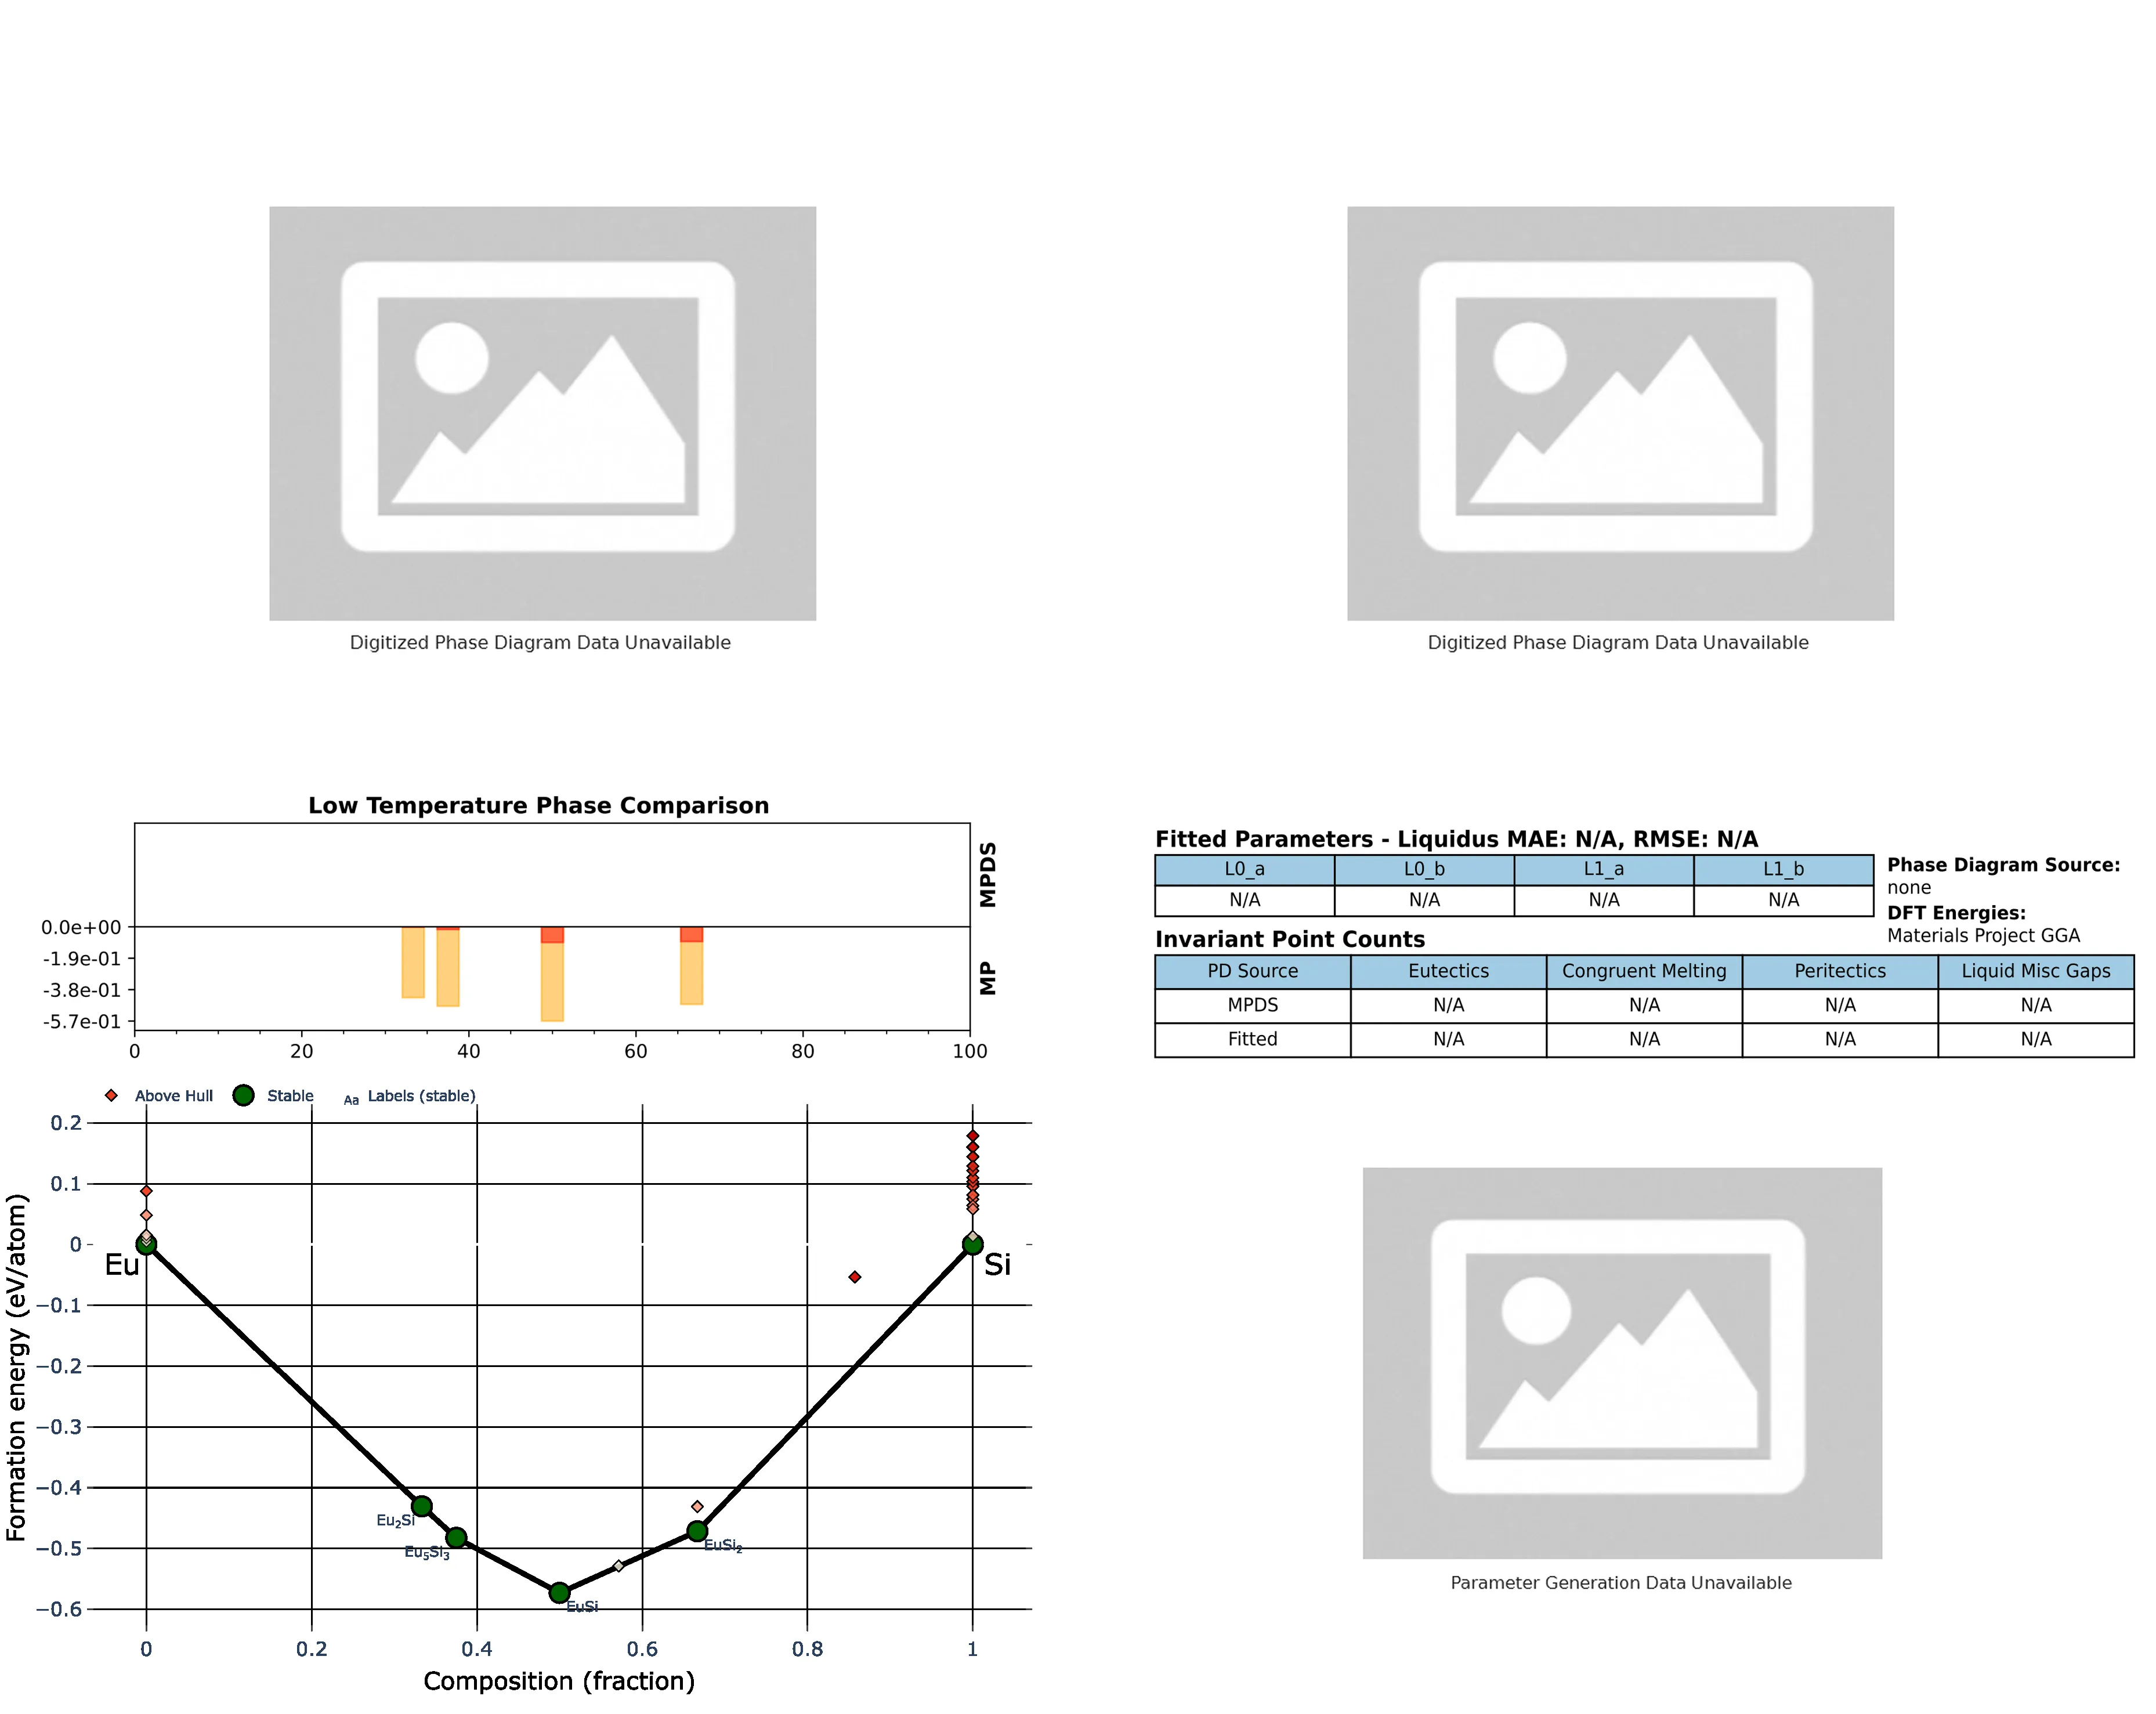 Digitized Phase Diagram Data Unavailable
Digitized Phase Diagram Data Unavailable
Low Temperature Phase Comparison
MPDS
MP
0.0e+00
-1.9e-01
-3.8e-01
-5.7e-01
0 20 40 60 80 100
Fitted Parameters - Liquidus MAE: N/A, RMSE: N/A
L0_a L0_b L1_a L1_b
N/A N/A N/A N/A
Phase Diagram Source:
none
DFT Energies:
Materials Project GGA
Invariant Point Counts
PD Source Eutectics Congruent Melting Peritectics Liquid Misc Gaps
MPDS N/A N/A N/A N/A
Fitted N/A N/A N/A N/A
Above Hull Stable Aa Labels (stable)
Formation energy (eV/atom)
0.2
0.1
0
−0.1
−0.2
−0.3
−0.4
−0.5
−0.6
Eu
Si
Eu₂Si
Eu₅Si₃
EuSi₂
EuSi
0 0.2 0.4 0.6 0.8 1
Composition (fraction)
Parameter Generation Data Unavailable